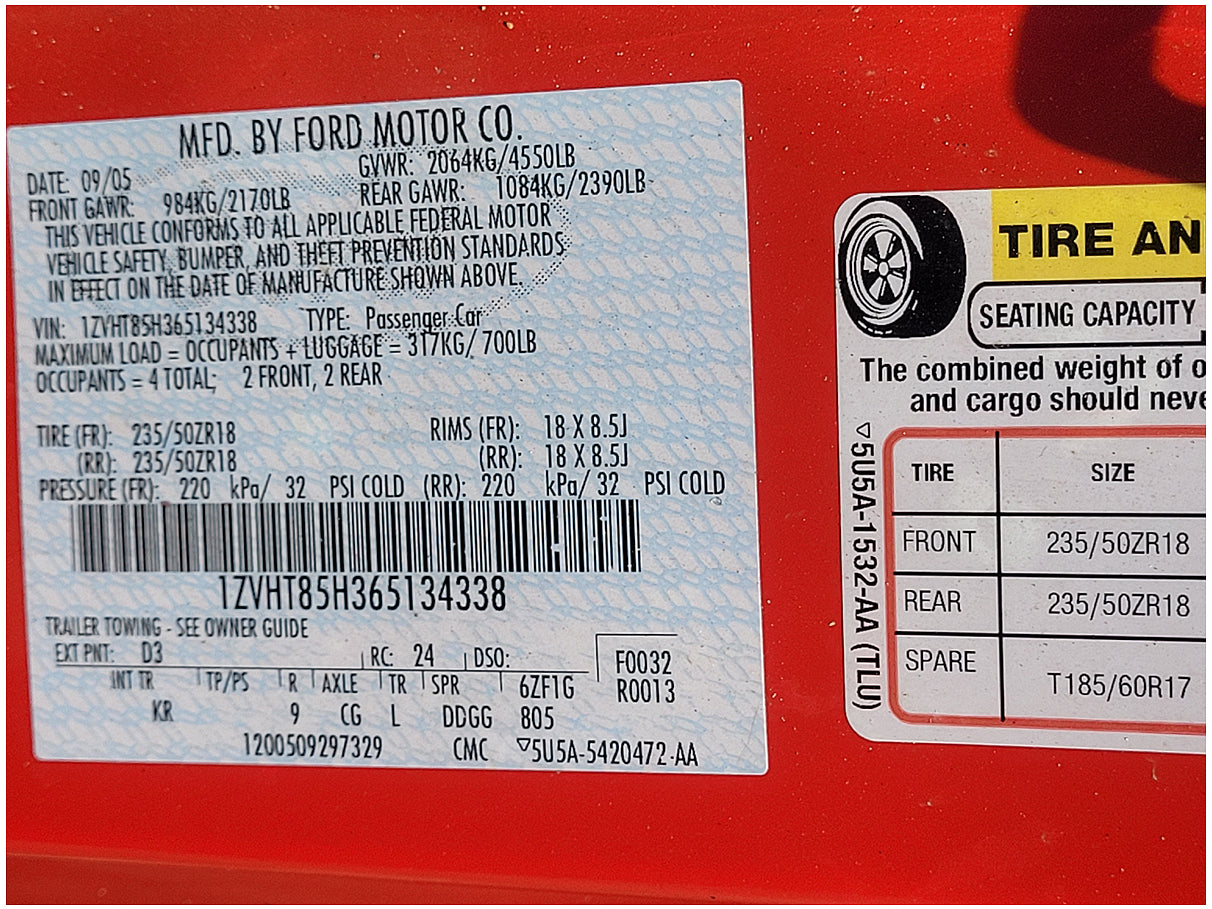 MFD. BY FORD MOTOR CO.
DATE: 09/05 GVWR: 2064KG/4550LB
FRONT GAWR: 984KG/2170LB REAR GAWR: 1084KG/2390LB
THIS VEHICLE CONFORMS TO ALL APPLICABLE FEDERAL MOTOR
VEHICLE SAFETY, BUMPER, AND THEFT PREVENTION STANDARDS
IN EFFECT ON THE DATE OF MANUFACTURE SHOWN ABOVE.
VIN: 1ZVHT85H365134338 TYPE: Passenger Car
MAXIMUM LOAD = OCCUPANTS + LUGGAGE = 317KG/ 700LB
OCCUPANTS = 4 TOTAL; 2 FRONT, 2 REAR
TIRE (FR): 235/50ZR18 RIMS (FR): 18 X 8.5J
(RR): 235/50ZR18 (RR): 18 X 8.5J
PRESSURE (FR): 220 kPa/ 32 PSI COLD (RR): 220 kPa/ 32 PSI COLD
1ZVHT85H365134338
TRAILER TOWING - SEE OWNER GUIDE
EXT PNT: D3 RC: 24 DSO: F0032
INT TR TP/PS R AXLE TR SPR 6ZF1G R0013
KR 9 CG L DDGG 805
1200509297329 CMC ▽5U5A-5420472-AA
TIRE AN
SEATING CAPACITY
The combined weight of o
and cargo should neve
▽5U5A-1532-AA (TLU)
TIRE SIZE
FRONT 235/50ZR18
REAR 235/50ZR18
SPARE T185/60R17